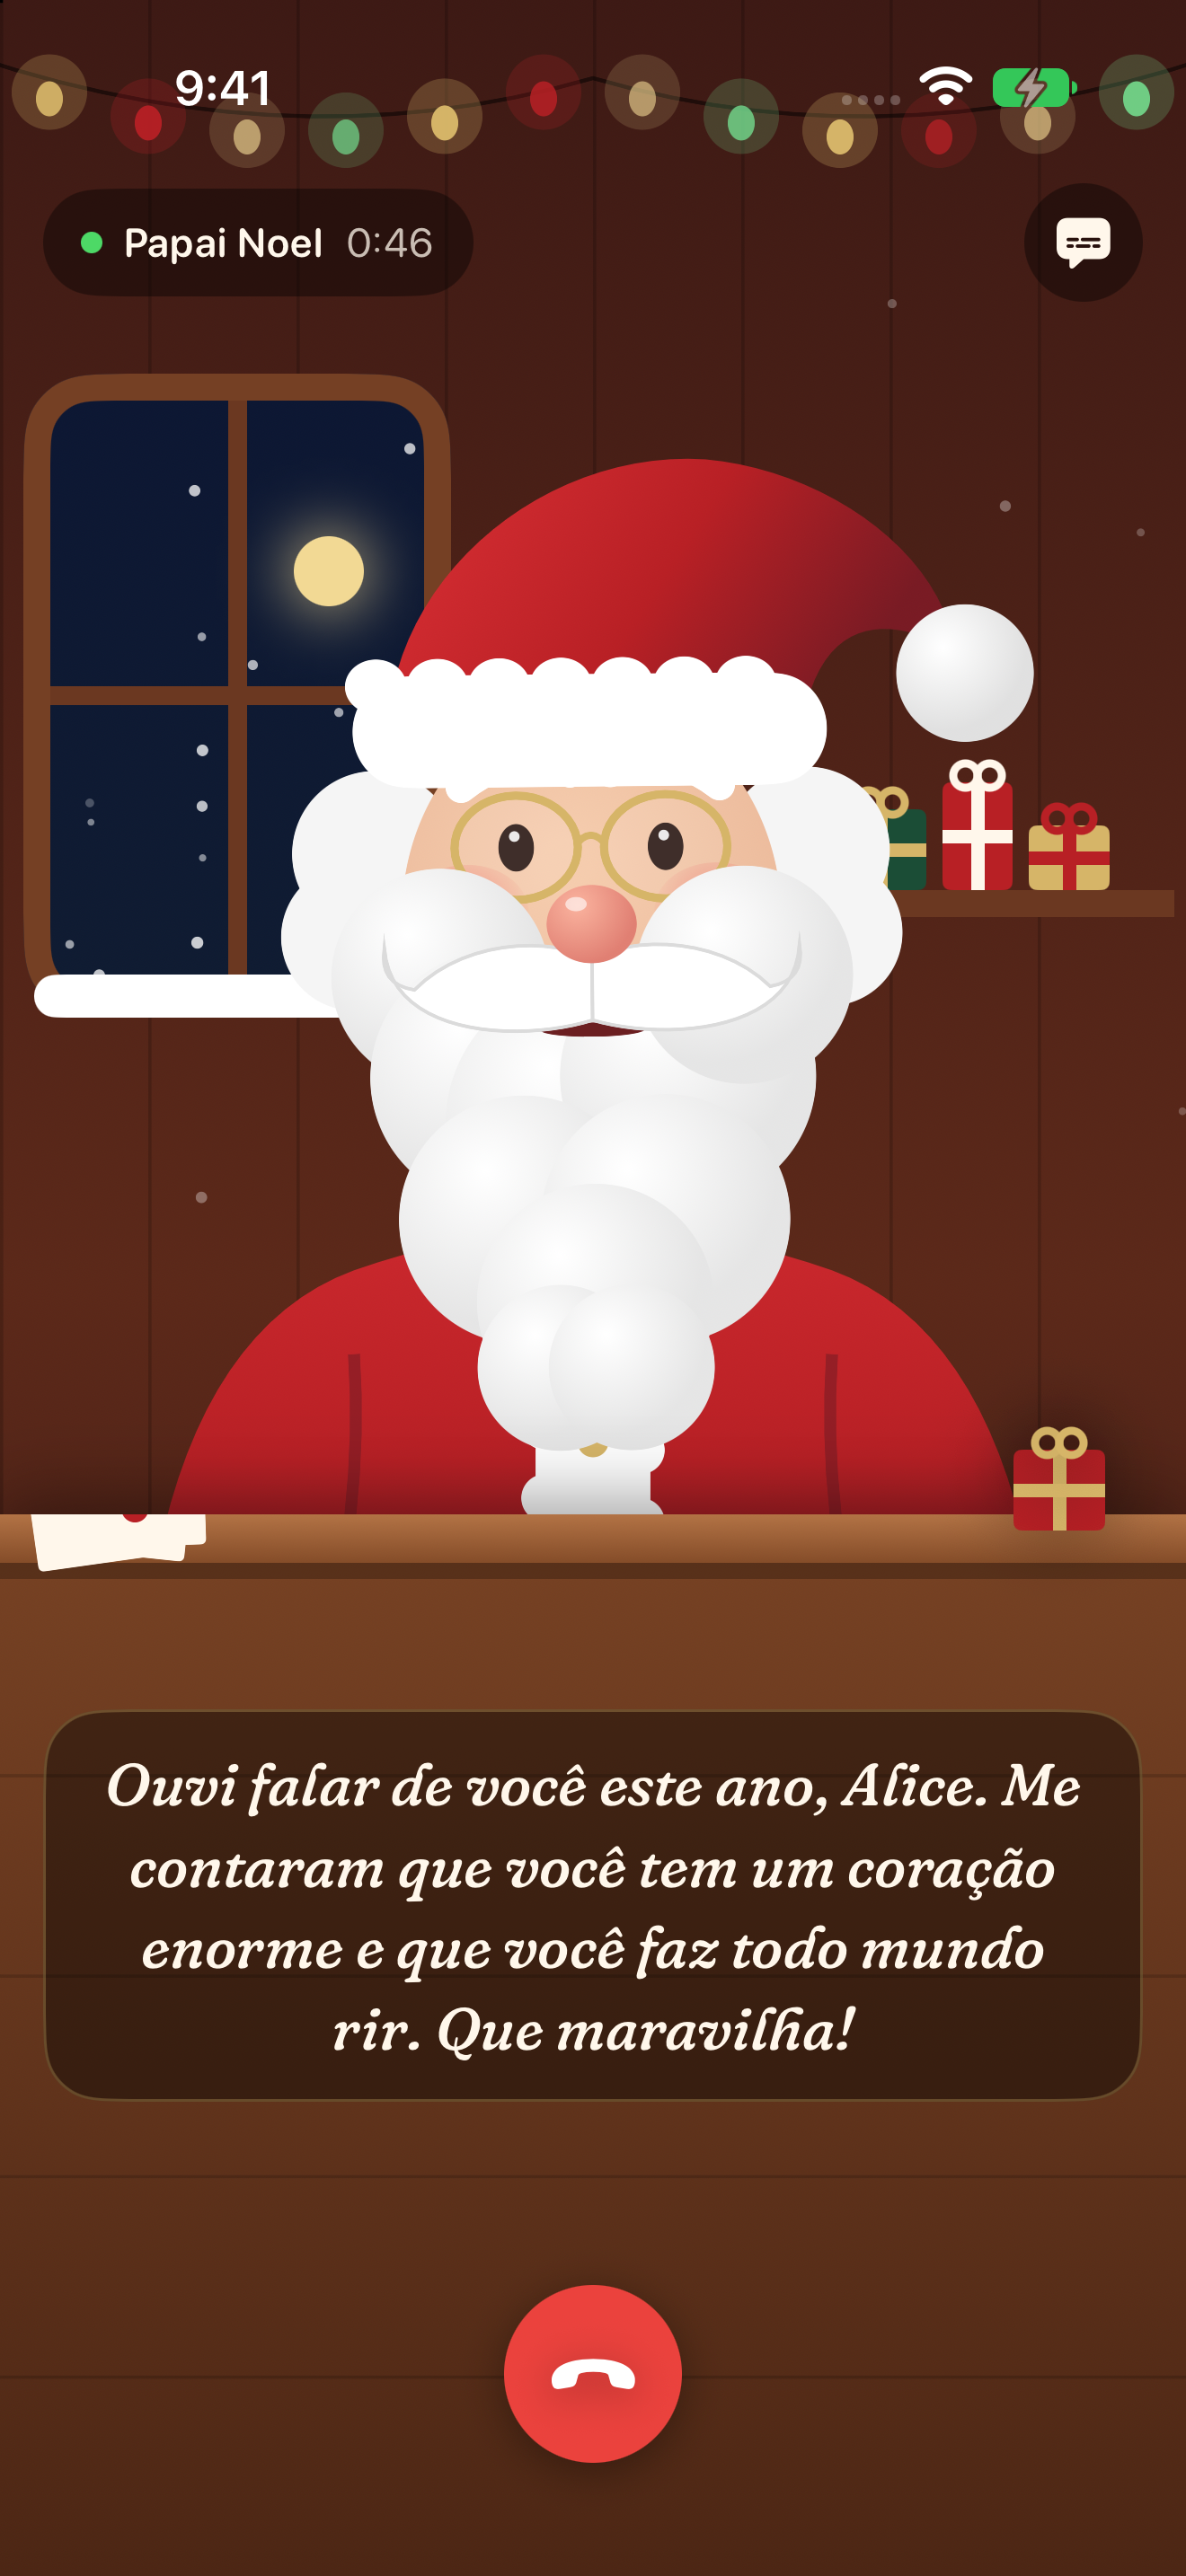 9:41
Papai Noel 0:46
Ouvi falar de você este ano, Alice. Me
contaram que você tem um coração
enorme e que você faz todo mundo
rir. Que maravilha!